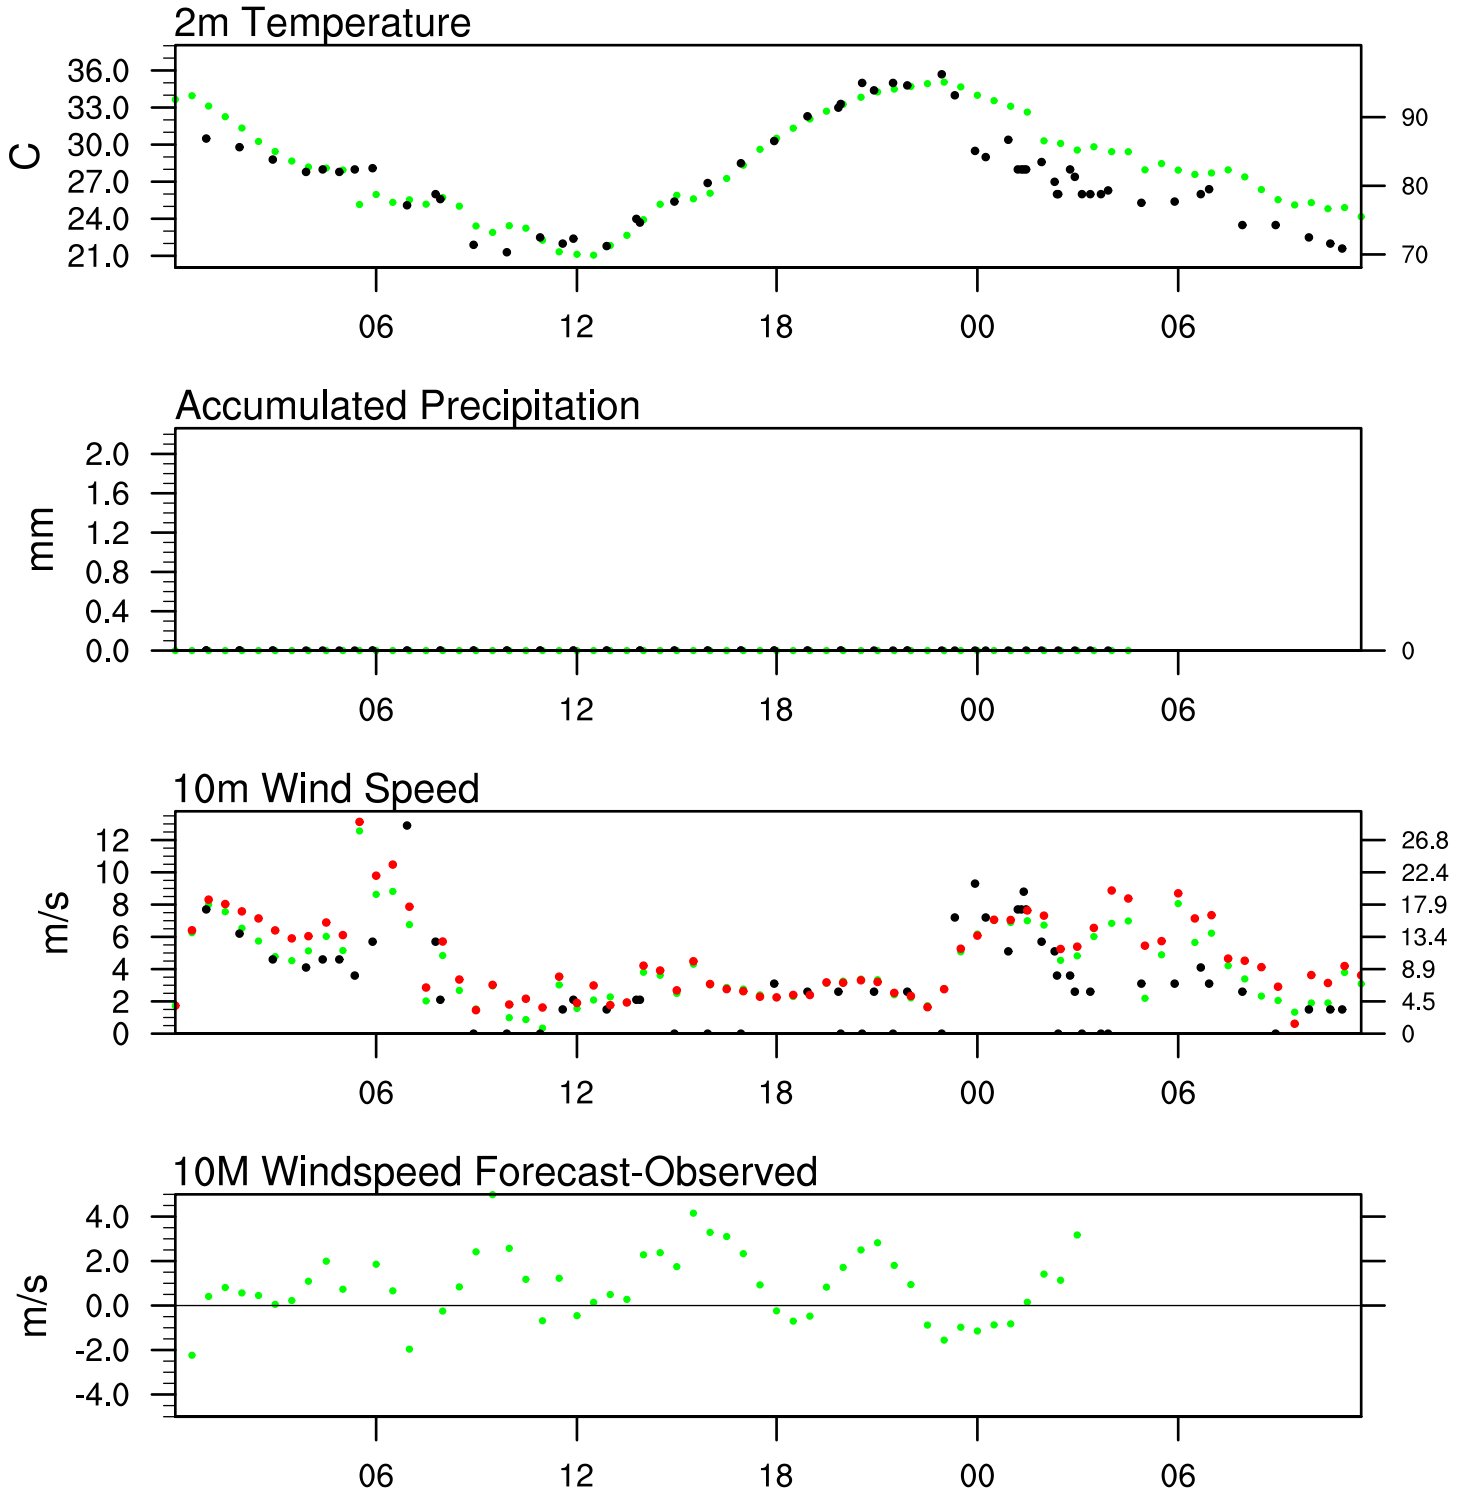 2m Temperature
C
36.0
33.0
30.0
27.0
24.0
21.0
90
80
70
06 12 18 00 06
Accumulated Precipitation
mm
2.0
1.6
1.2
0.8
0.4
0.0
0
06 12 18 00 06
10m Wind Speed
m/s
12
10
8
6
4
2
0
26.8
22.4
17.9
13.4
8.9
4.5
0
06 12 18 00 06
10M Windspeed Forecast-Observed
m/s
4.0
2.0
0.0
-2.0
-4.0
06 12 18 00 06